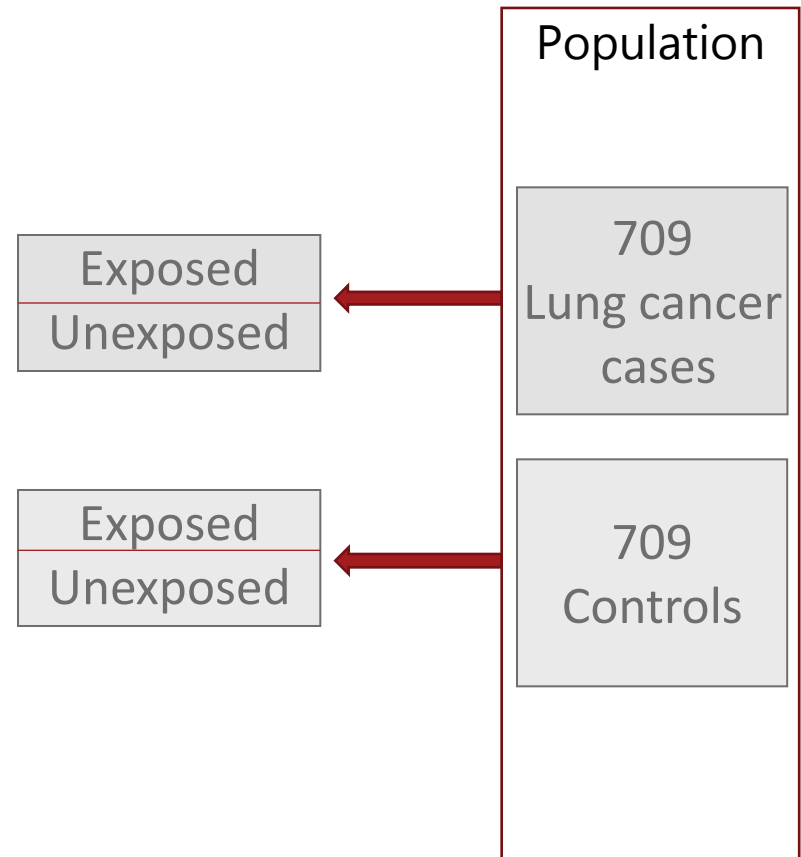 Population
709
Lung cancer
cases
Exposed
Unexposed
709
Controls
Exposed
Unexposed